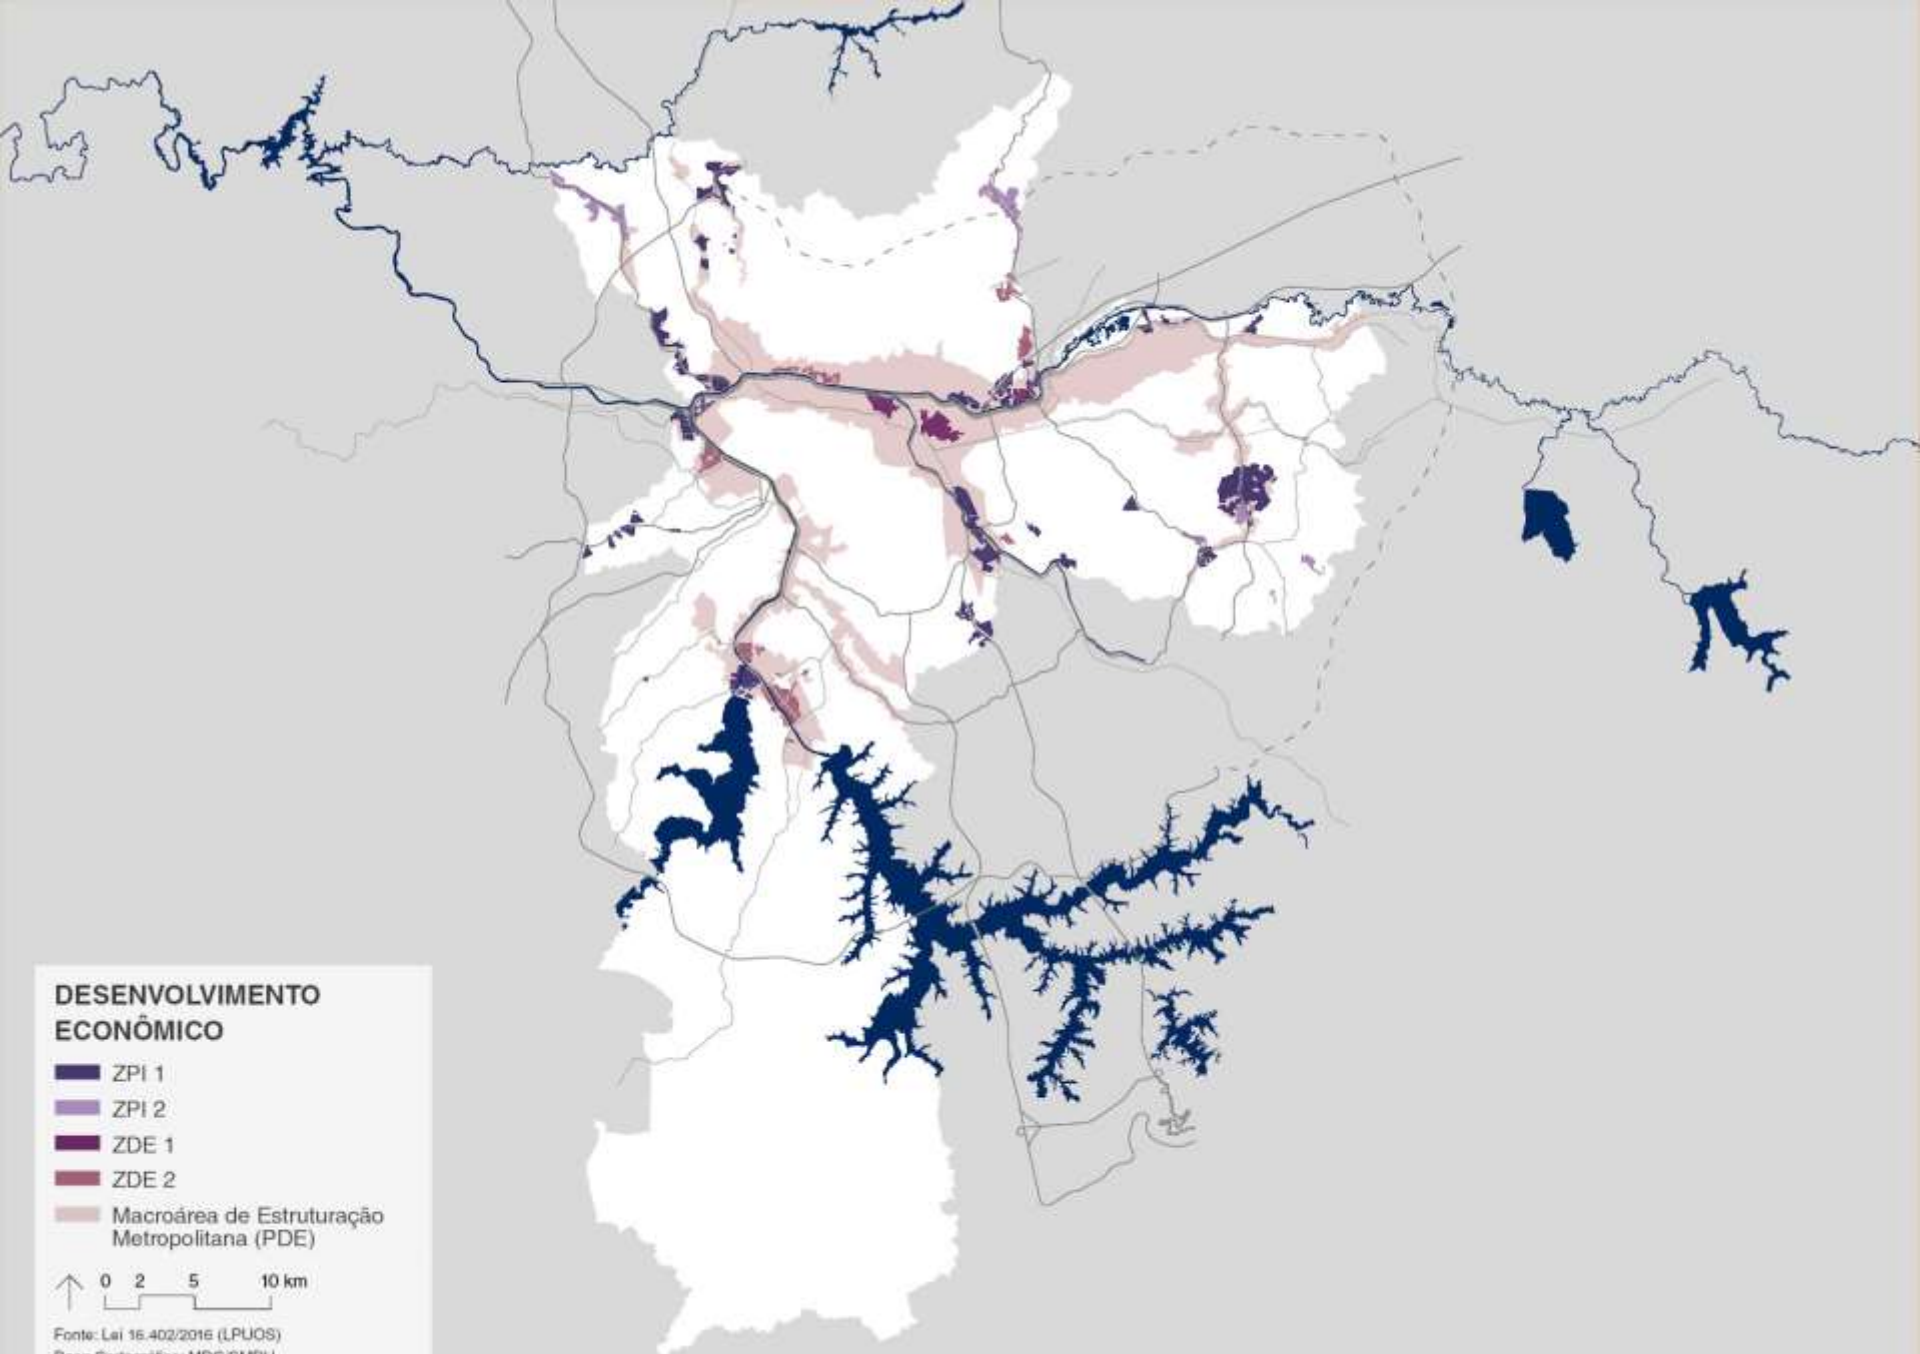 DESENVOLVIMENTO
ECONÔMICO
ZPI 1
ZPI 2
ZDE 1
ZDE 2
Macroárea de Estruturação
Metropolitana (PDE)
0 2 5 10 km
Fonte: Lei 16.402/2016 (LPUOS)